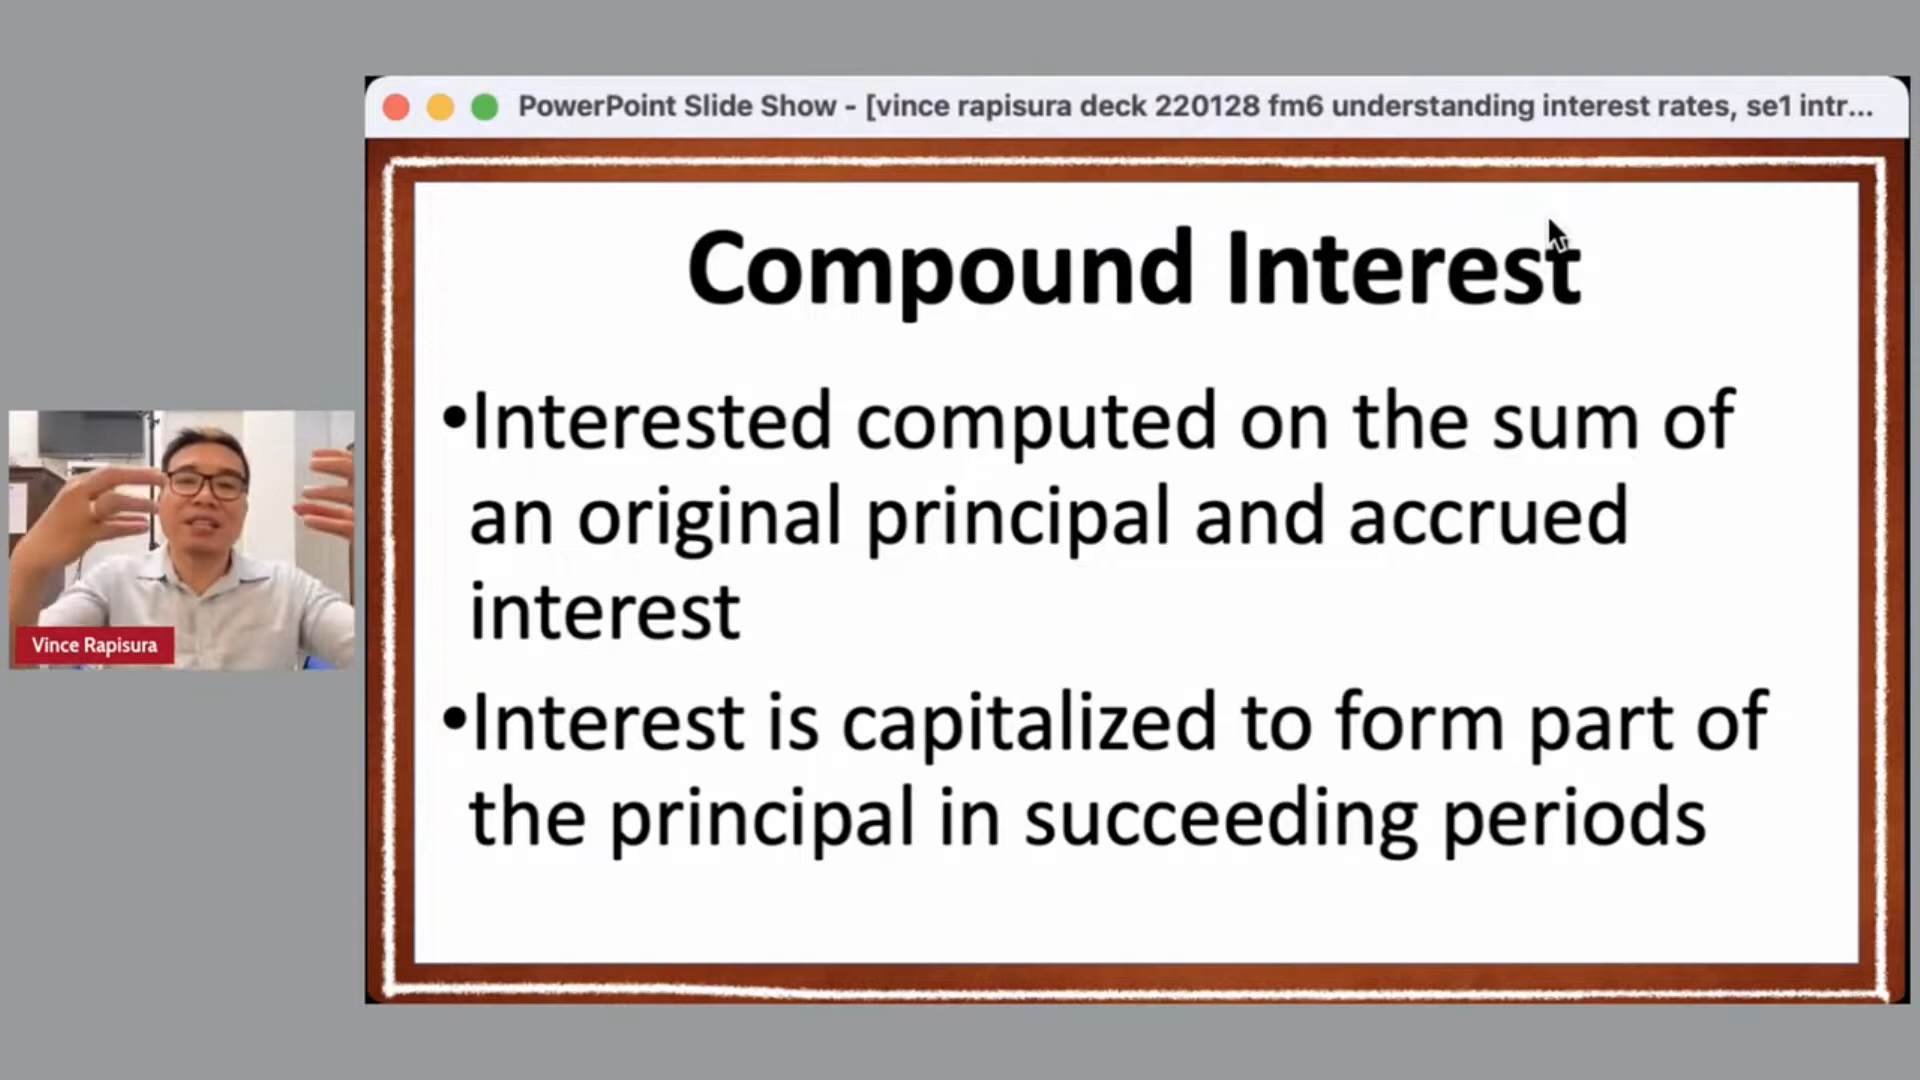 PowerPoint Slide Show - [vince rapisura deck 220128 fm6 understanding interest rates, se1 intr...
Compound Interest
•Interested computed on the sum of
an original principal and accrued
interest
•Interest is capitalized to form part of
the principal in succeeding periods
Vince Rapisura